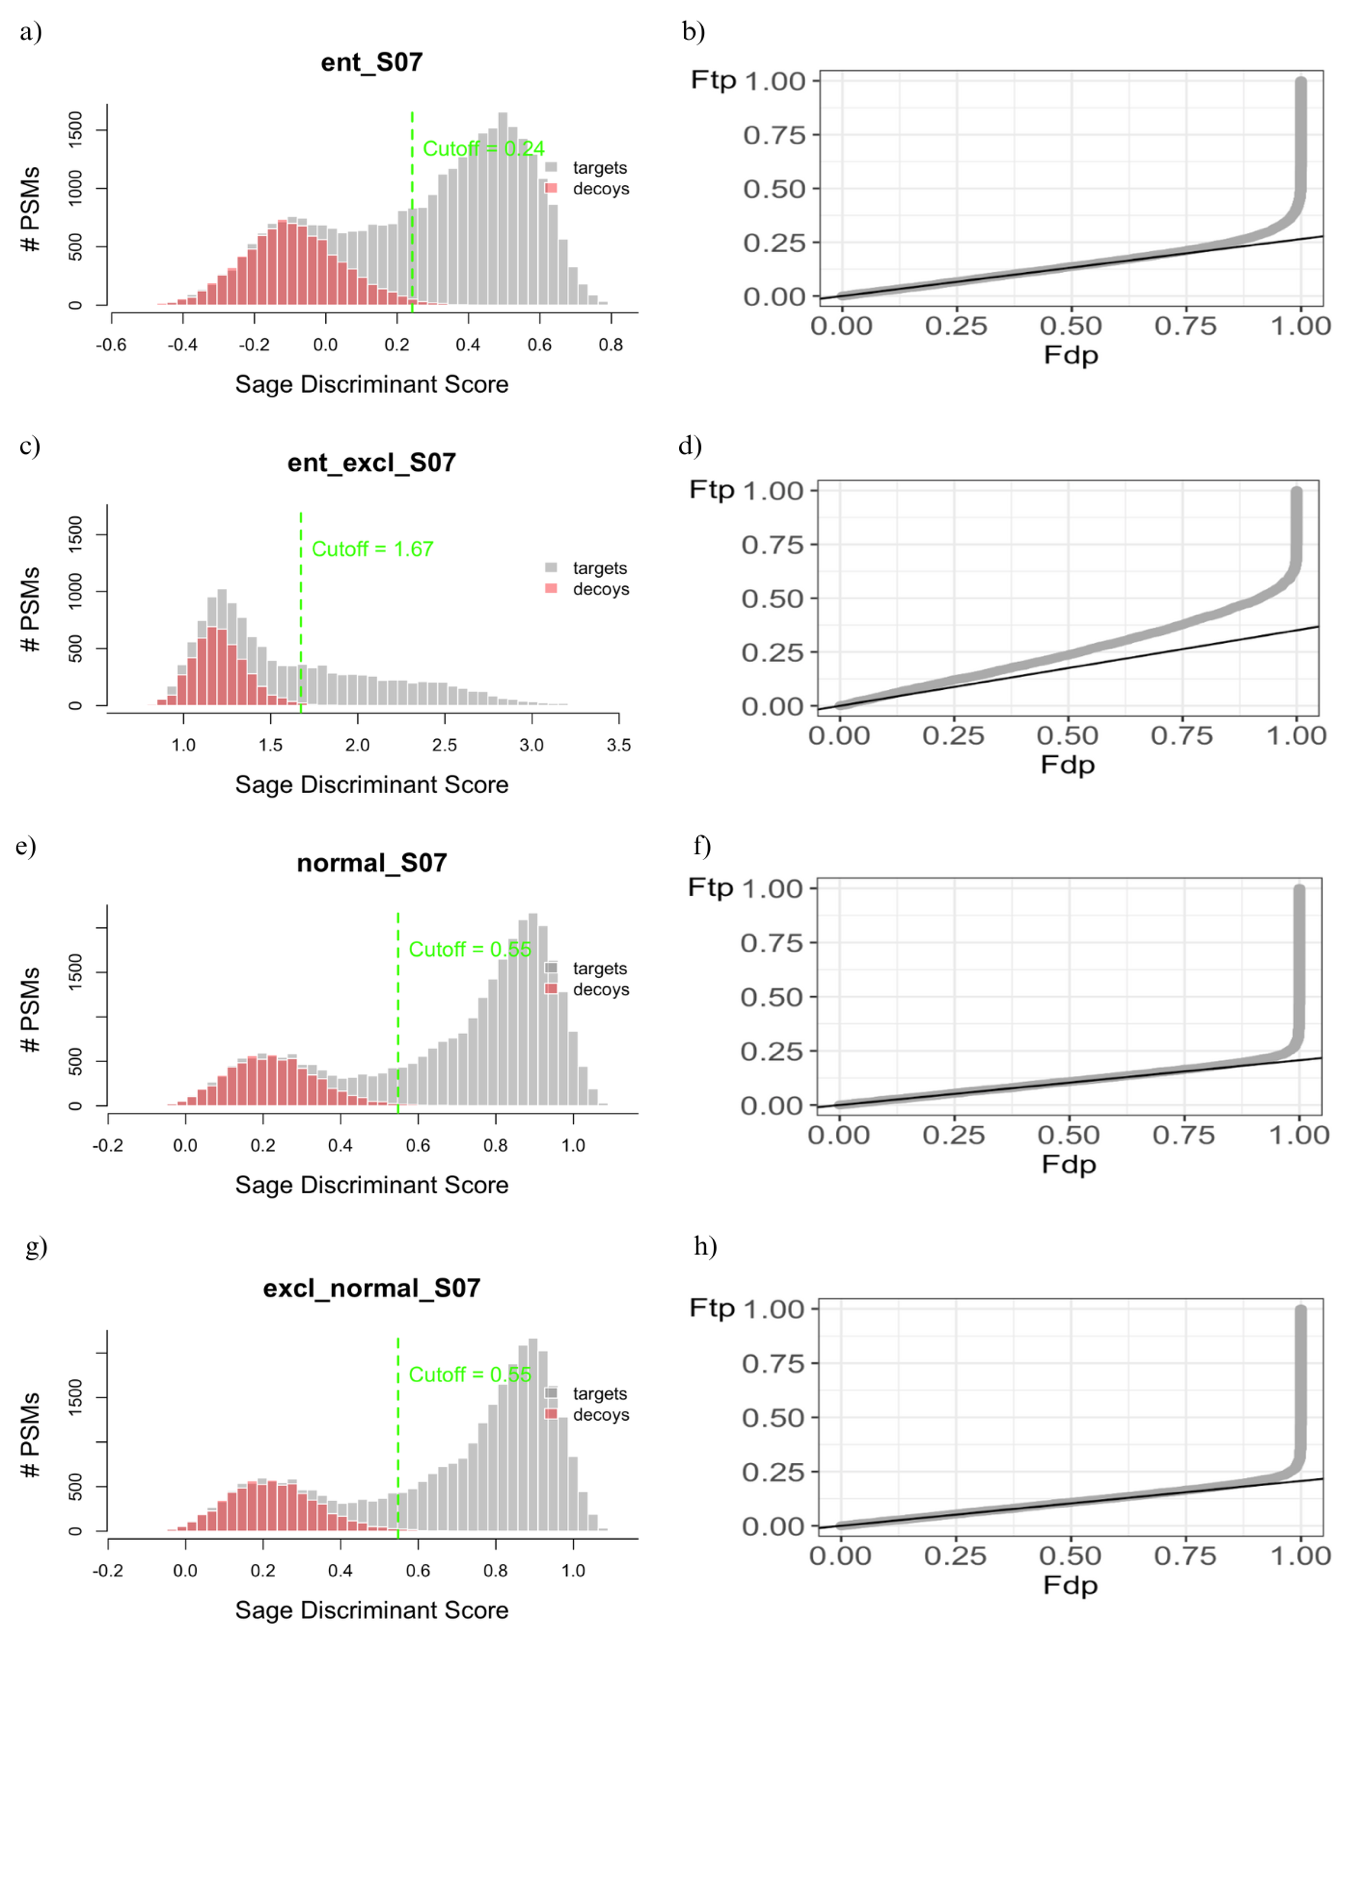 a)
ent_S07
# PSMs
1500
1000
500
0
Cutoff = 0.24
targets
decoys
-0.6 -0.4 -0.2 0.0 0.2 0.4 0.6 0.8
Sage Discriminant Score
b)
Ftp 1.00
0.75
0.50
0.25
0.00
0.00 0.25 0.50 0.75 1.00
Fdp
c)
ent_excl_S07
# PSMs
1500
1000
500
0
Cutoff = 1.67
targets
decoys
1.0 1.5 2.0 2.5 3.0 3.5
Sage Discriminant Score
d)
Ftp 1.00
0.75
0.50
0.25
0.00
0.00 0.25 0.50 0.75 1.00
Fdp
e)
normal_S07
# PSMs
1500
500
0
Cutoff = 0.55
targets
decoys
-0.2 0.0 0.2 0.4 0.6 0.8 1.0
Sage Discriminant Score
f)
Ftp 1.00
0.75
0.50
0.25
0.00
0.00 0.25 0.50 0.75 1.00
Fdp
g)
excl_normal_S07
# PSMs
1500
500
0
Cutoff = 0.55
targets
decoys
-0.2 0.0 0.2 0.4 0.6 0.8 1.0
Sage Discriminant Score
h)
Ftp 1.00
0.75
0.50
0.25
0.00
0.00 0.25 0.50 0.75 1.00
Fdp